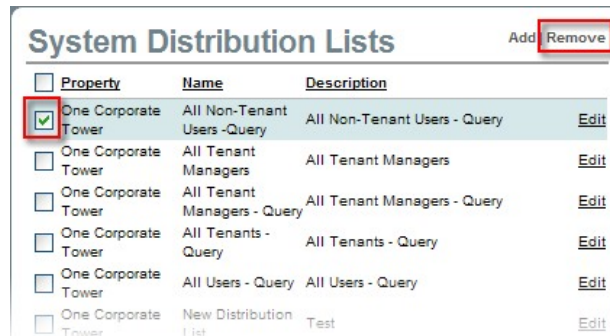 System Distribution Lists
Add | Remove
Property Name Description
One Corporate Tower All Non-Tenant Users -Query All Non-Tenant Users - Query Edit
One Corporate Tower All Tenant Managers All Tenant Managers Edit
One Corporate Tower All Tenant Managers - Query All Tenant Managers - Query Edit
One Corporate Tower All Tenants - Query All Tenants - Query Edit
One Corporate Tower All Users - Query All Users - Query Edit
One Corporate Tower New Distribution List Test Edit